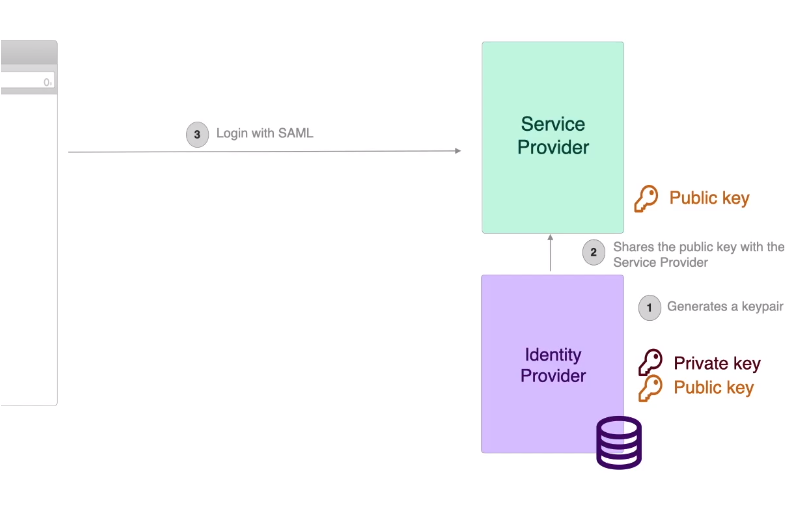 3 Login with SAML
Service
Provider
Public key
2 Shares the public key with the
Service Provider
1 Generates a keypair
Identity
Provider
Private key
Public key